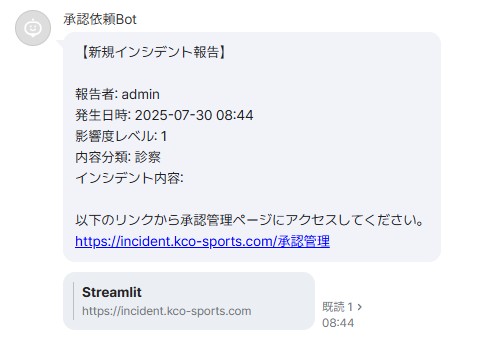 承認依頼Bot
【新規インシデント報告】
報告者: admin
発生日時: 2025-07-30 08:44
影響度レベル: 1
内容分類: 診察
インシデント内容:
以下のリンクから承認管理ページにアクセスしてください。
https://incident.kco-sports.com/承認管理
Streamlit
https://incident.kco-sports.com
既読 1 >
08:44